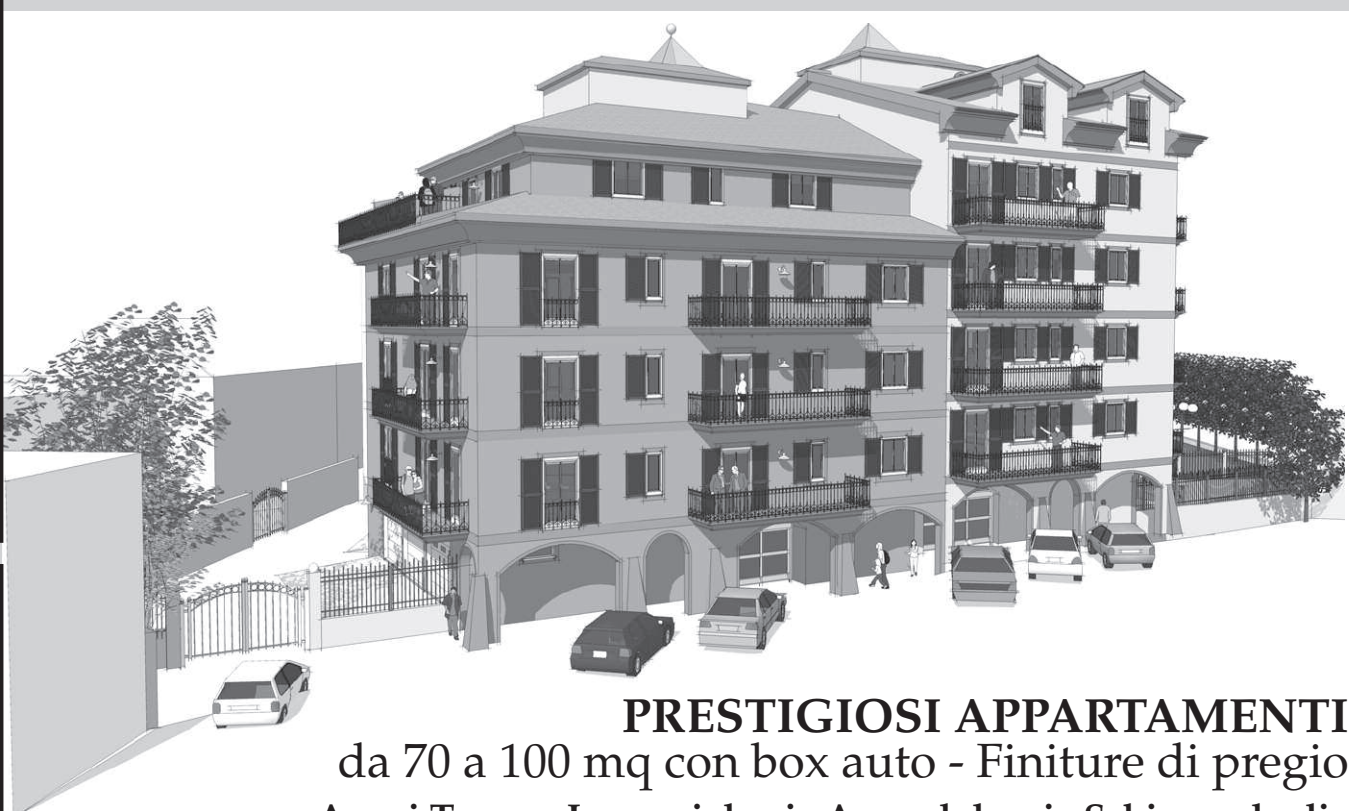 PRESTIGIOSI APPARTAMENTI
da 70 a 100 mq con box auto - Finiture di pregio